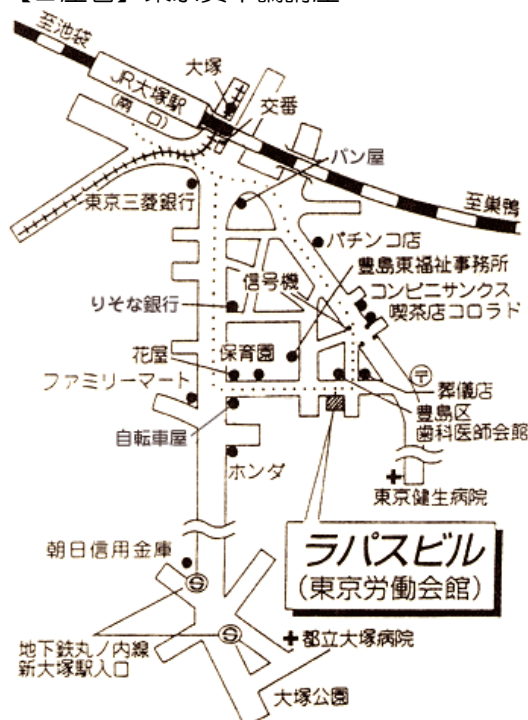 至池袋
JR大塚駅
(南口)
大塚
交番
パン屋
東京三菱銀行
至巣鴨
パチンコ店
豊島東福祉事務所
信号機
コンビニサンクス
りそな銀行
喫茶店コロラド
花屋
保育園
ファミリーマート
〒
葬儀店
豊島区
歯科医師会館
自転車屋
ホンダ
東京健生病院
ラパスビル
(東京労働会館)
朝日信用金庫
地下鉄丸ノ内線
新大塚駅入口
都立大塚病院
大塚公園